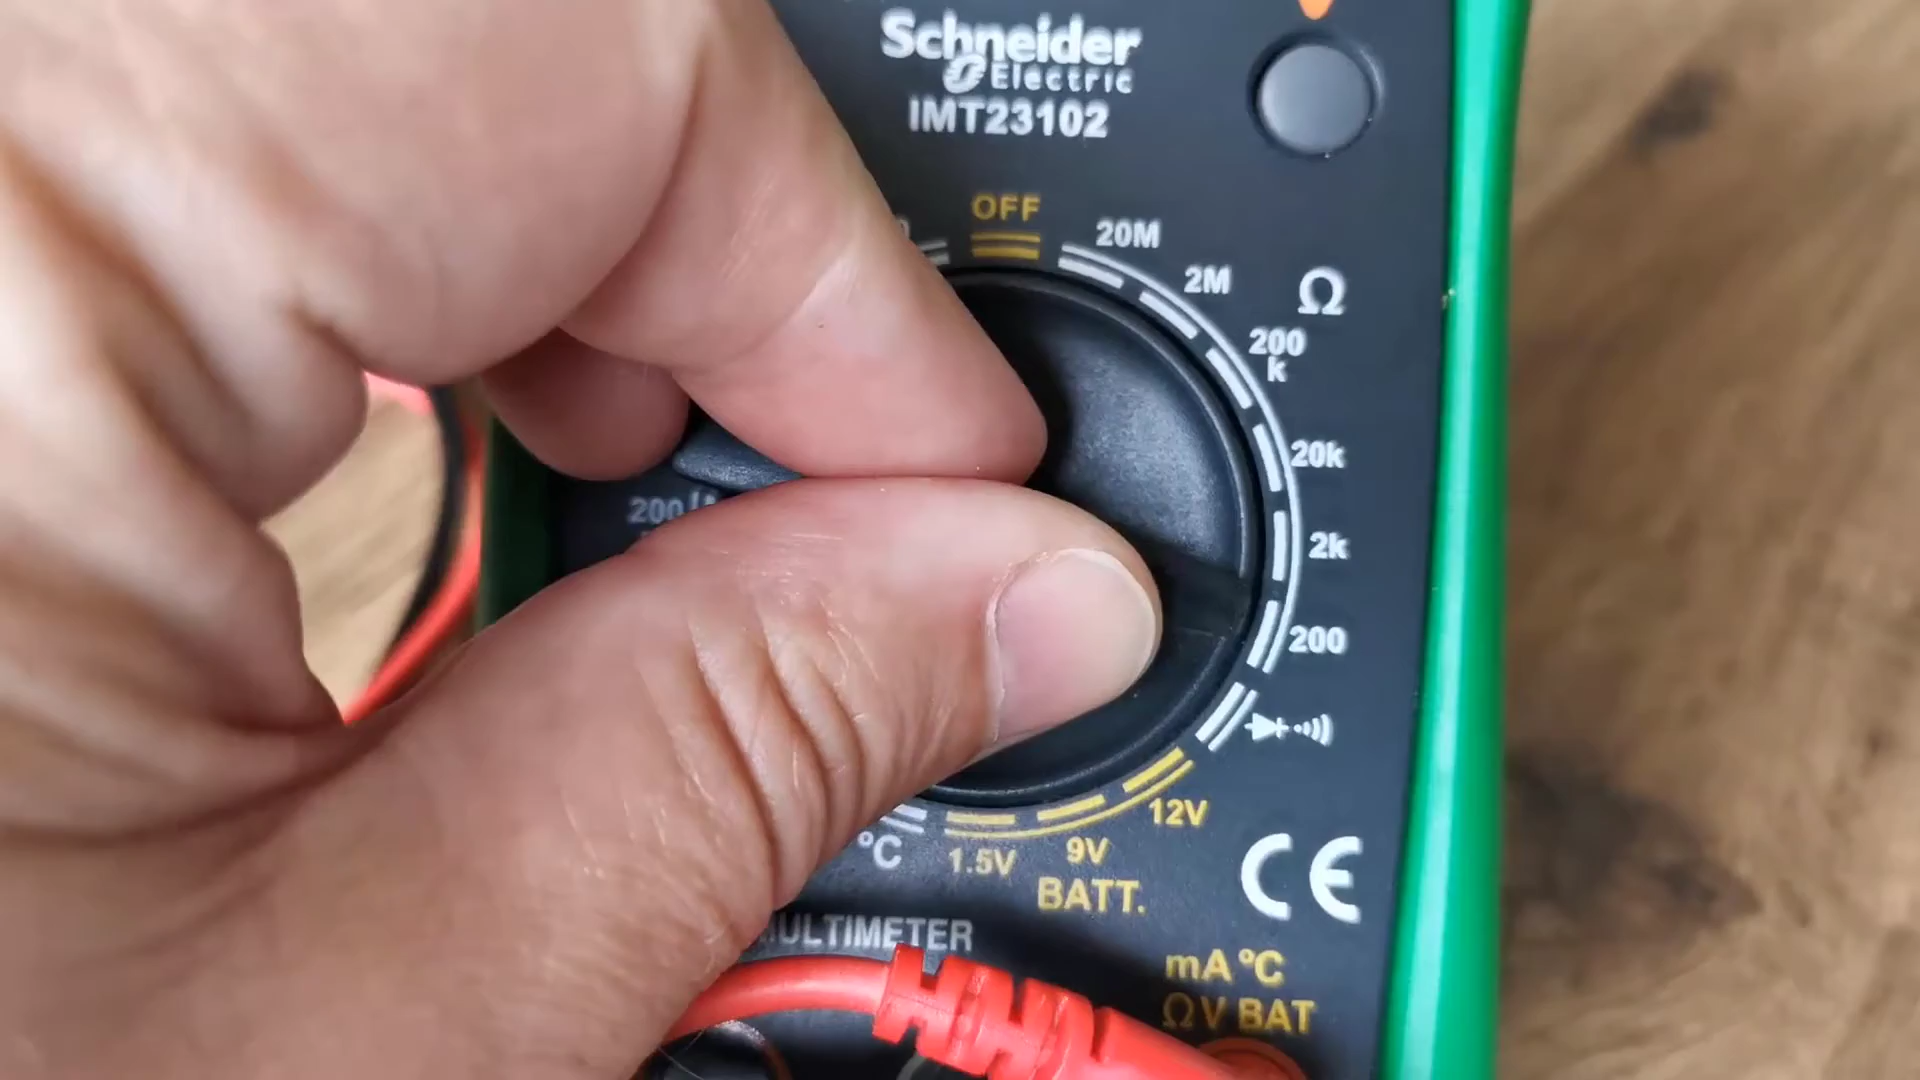 Schneider
Electric
IMT23102
OFF
20M
2M
Ω
200
k
20k
200
2k
200
12V
°C
1.5V
9V
BATT.
CE
MULTIMETER
mA °C
Ω V BAT